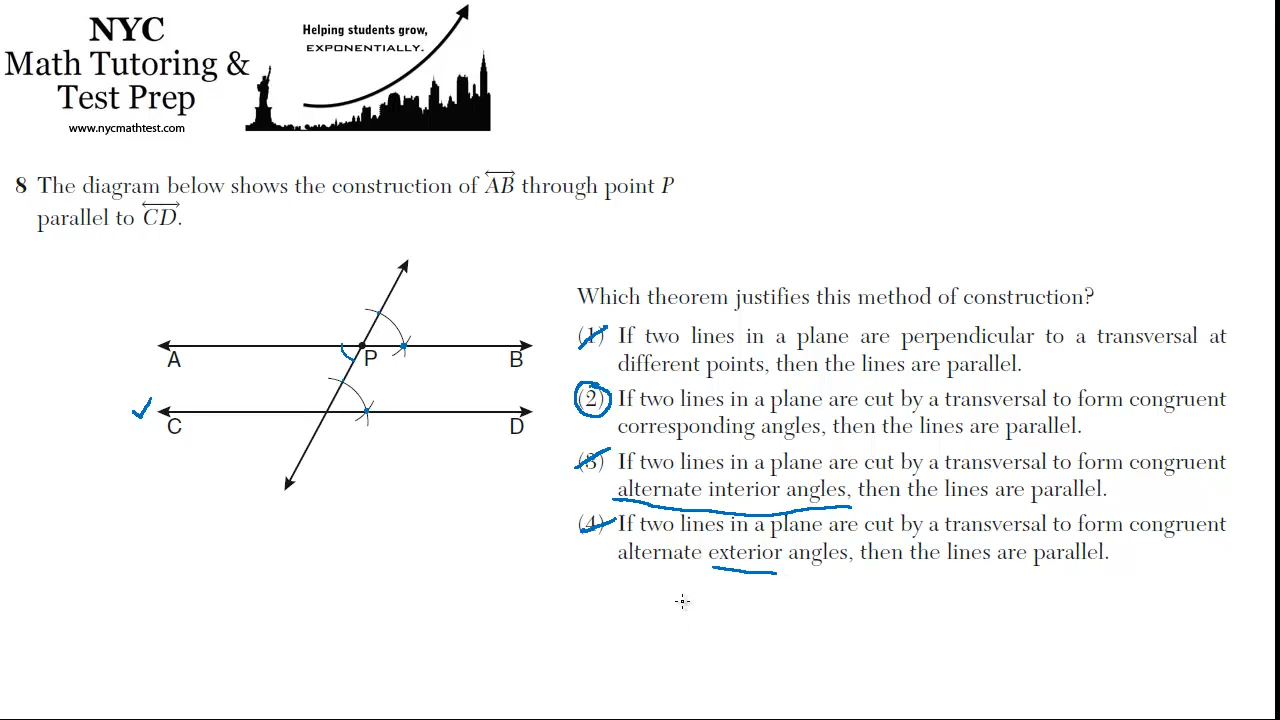 NYC
Math Tutoring &
Test Prep
www.nycmathtest.com
Helping students grow,
EXPONENTIALLY.
8 The diagram below shows the construction of AB through point P
parallel to CD.
A
P
B
C
D
Which theorem justifies this method of construction?
(1) If two lines in a plane are perpendicular to a transversal at
different points, then the lines are parallel.
(2) If two lines in a plane are cut by a transversal to form congruent
corresponding angles, then the lines are parallel.
(3) If two lines in a plane are cut by a transversal to form congruent
alternate interior angles, then the lines are parallel.
(4) If two lines in a plane are cut by a transversal to form congruent
alternate exterior angles, then the lines are parallel.